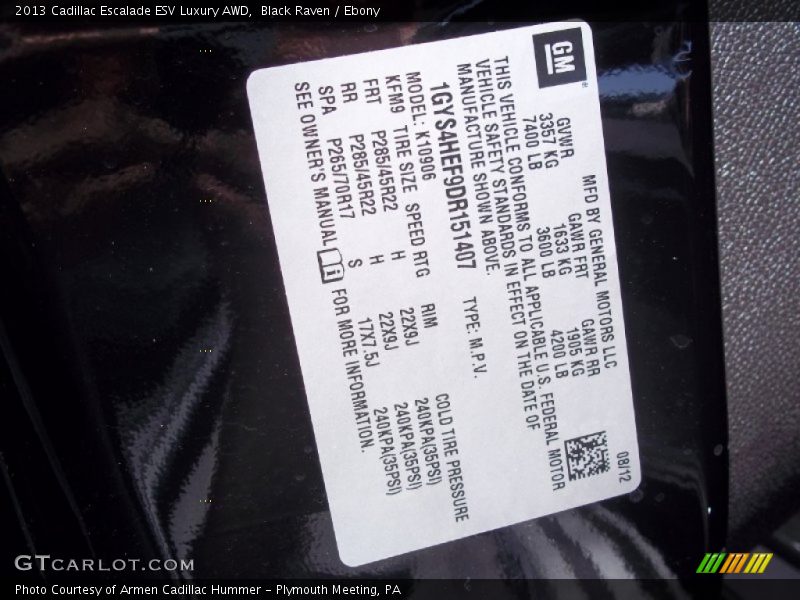 2013 Cadillac Escalade ESV Luxury AWD, Black Raven / Ebony
GM
MFD BY GENERAL MOTORS LLC
08/12
GVWR GAWR FRT GAWR RR
3357 KG 1633 KG 1905 KG
7400 LB 3600 LB 4200 LB
THIS VEHICLE CONFORMS TO ALL APPLICABLE U.S. FEDERAL MOTOR
VEHICLE SAFETY STANDARDS IN EFFECT ON THE DATE OF
MANUFACTURE SHOWN ABOVE.
1GYS4HEF9DR151407 TYPE: M.P.V.
MODEL: K10906
KFM9 TIRE SIZE SPEED RTG RIM COLD TIRE PRESSURE
FRT P285/45R22 H 22X9J 240KPA(35PSI)
RR P285/45R22 H 22X9J 240KPA(35PSI)
SPA P265/70R17 S 17X7.5J 240KPA(35PSI)
SEE OWNER'S MANUAL i FOR MORE INFORMATION.
GTCARLOT.COM
Photo Courtesy of Armen Cadillac Hummer - Plymouth Meeting, PA